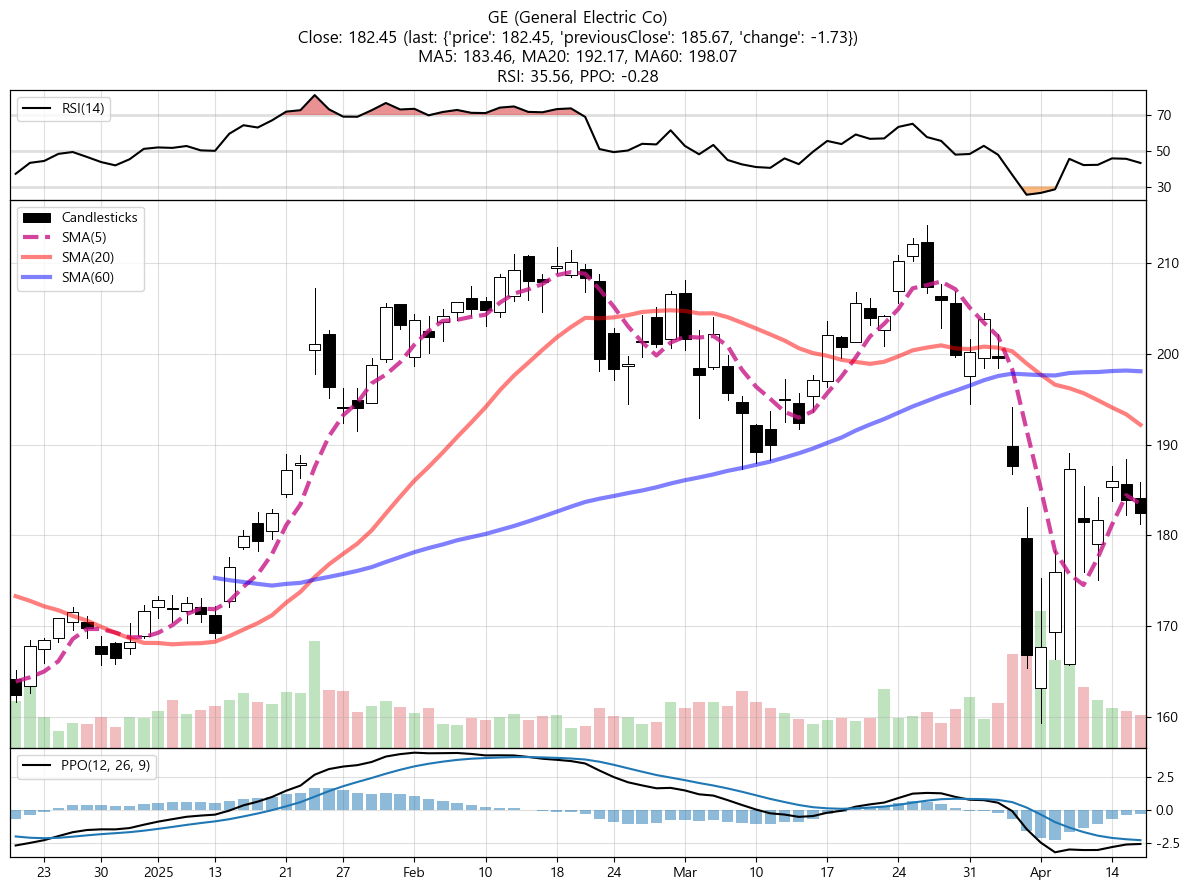 GE (General Electric Co)
Close: 182.45 (last: {'price': 182.45, 'previousClose': 185.67, 'change': -1.73})
MA5: 183.46, MA20: 192.17, MA60: 198.07
RSI: 35.56, PPO: -0.28
RSI(14)
70
50
30
Candlesticks
SMA(5)
SMA(20)
SMA(60)
210
200
190
180
170
160
PPO(12, 26, 9)
2.5
0.0
−2.5
23 30 2025 13 21 27 Feb 10 18 24 Mar 10 17 24 31 Apr 14